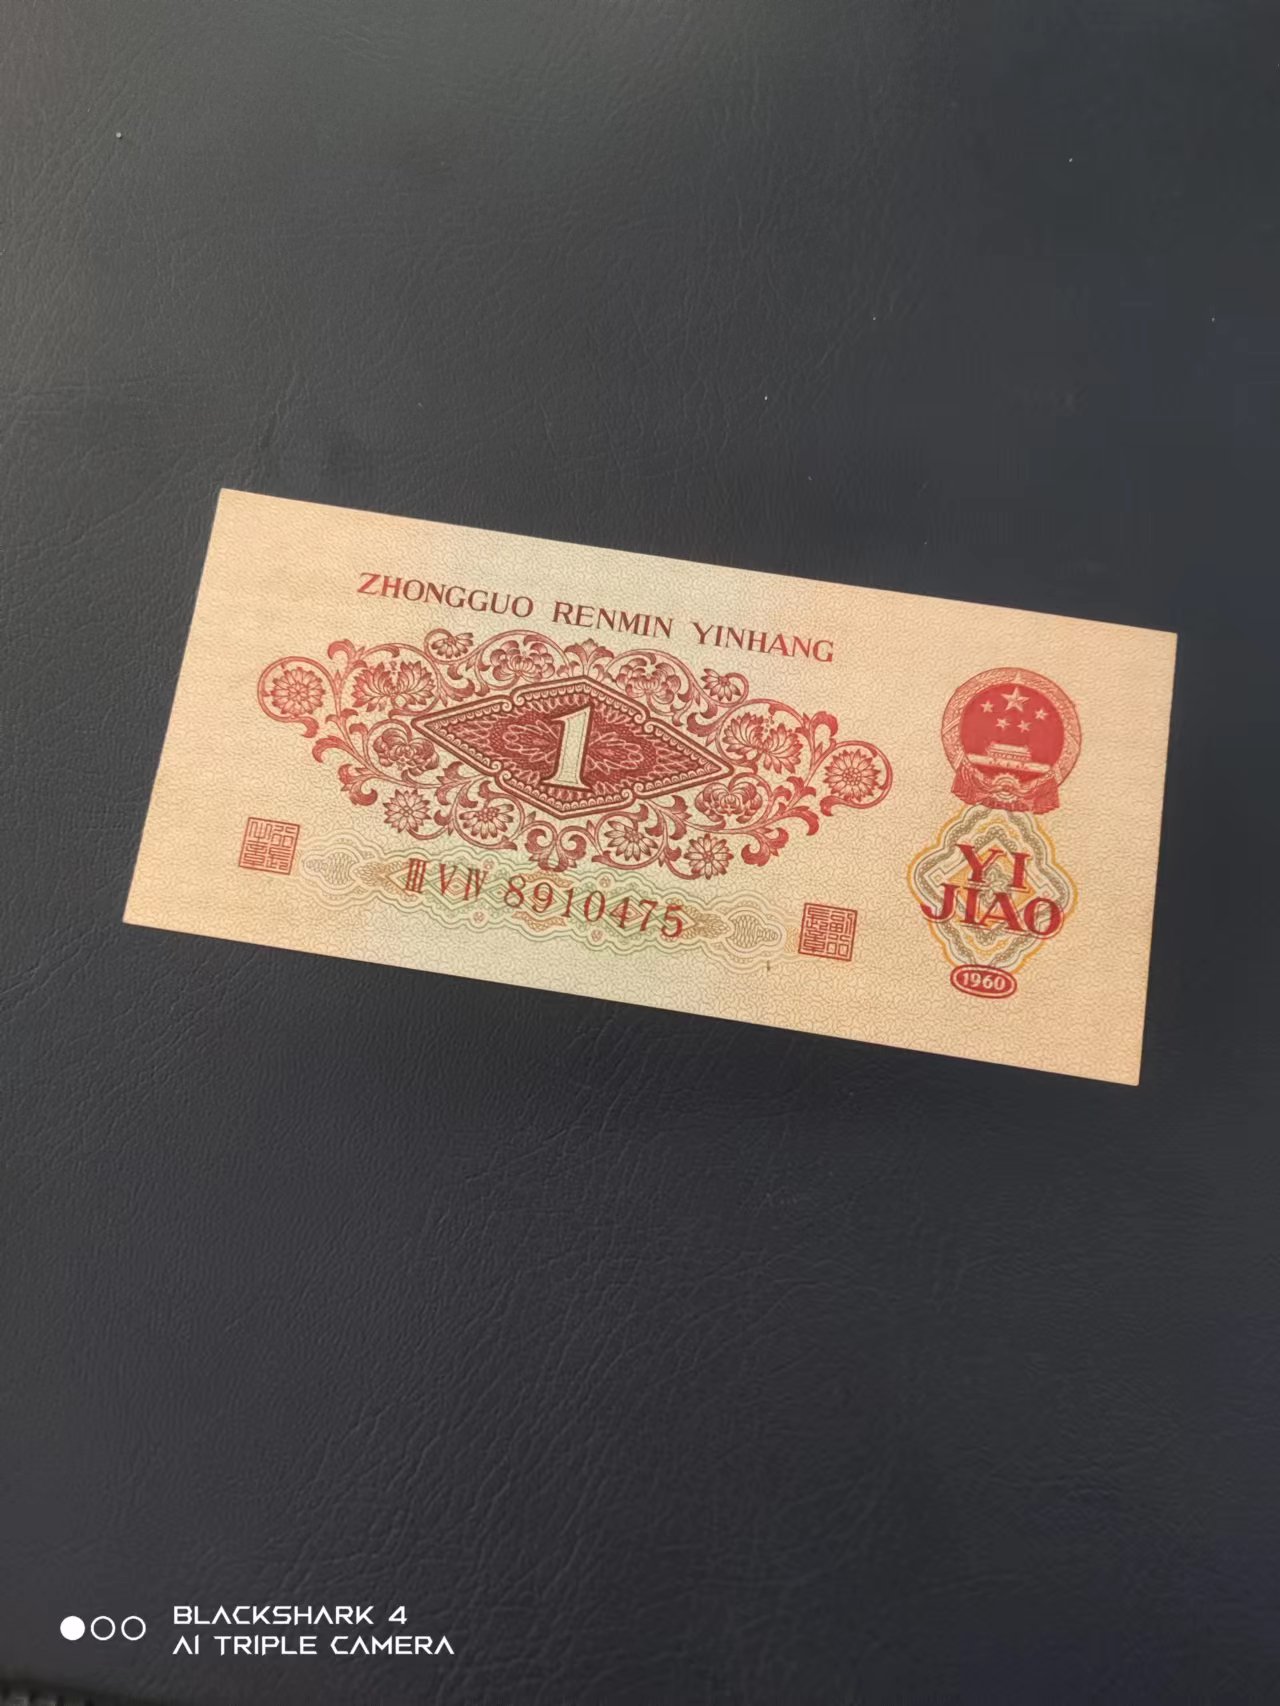 ZHONGGUO RENMIN YINHANG
1
YI
JIAO
ⅢⅤⅣ 8910475
1960
BLACKSHARK 4
AI TRIPLE CAMERA